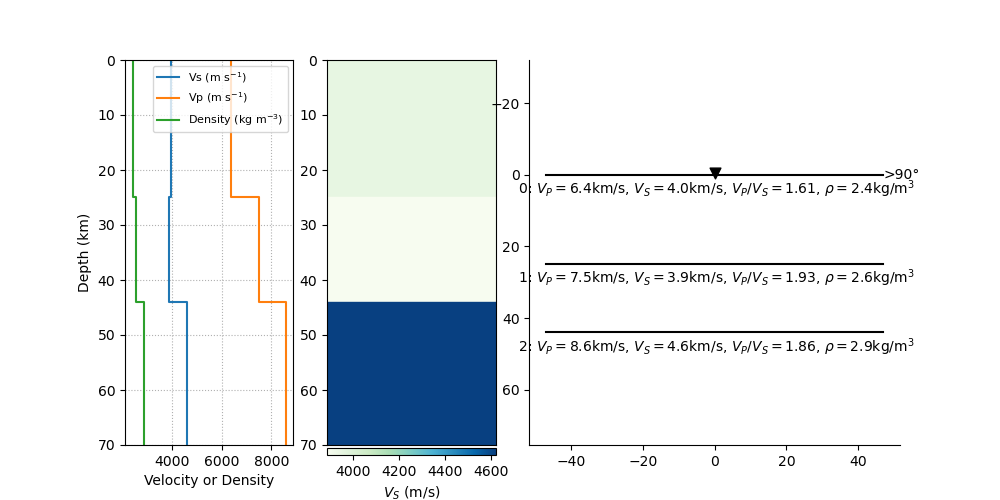 0
10
20
30
40
50
60
70
Depth (km)
Vs (m s⁻¹)
Vp (m s⁻¹)
Density (kg m⁻³)
4000 6000 8000
Velocity or Density
0
10
20
30
40
50
60
70
4000 4200 4400 4600
V_S (m/s)
−20
0
20
40
60
>90°
0: V_P = 6.4km/s, V_S = 4.0km/s, V_P/V_S = 1.61, ρ = 2.4kg/m³
1: V_P = 7.5km/s, V_S = 3.9km/s, V_P/V_S = 1.93, ρ = 2.6kg/m³
2: V_P = 8.6km/s, V_S = 4.6km/s, V_P/V_S = 1.86, ρ = 2.9kg/m³
−40 −20 0 20 40